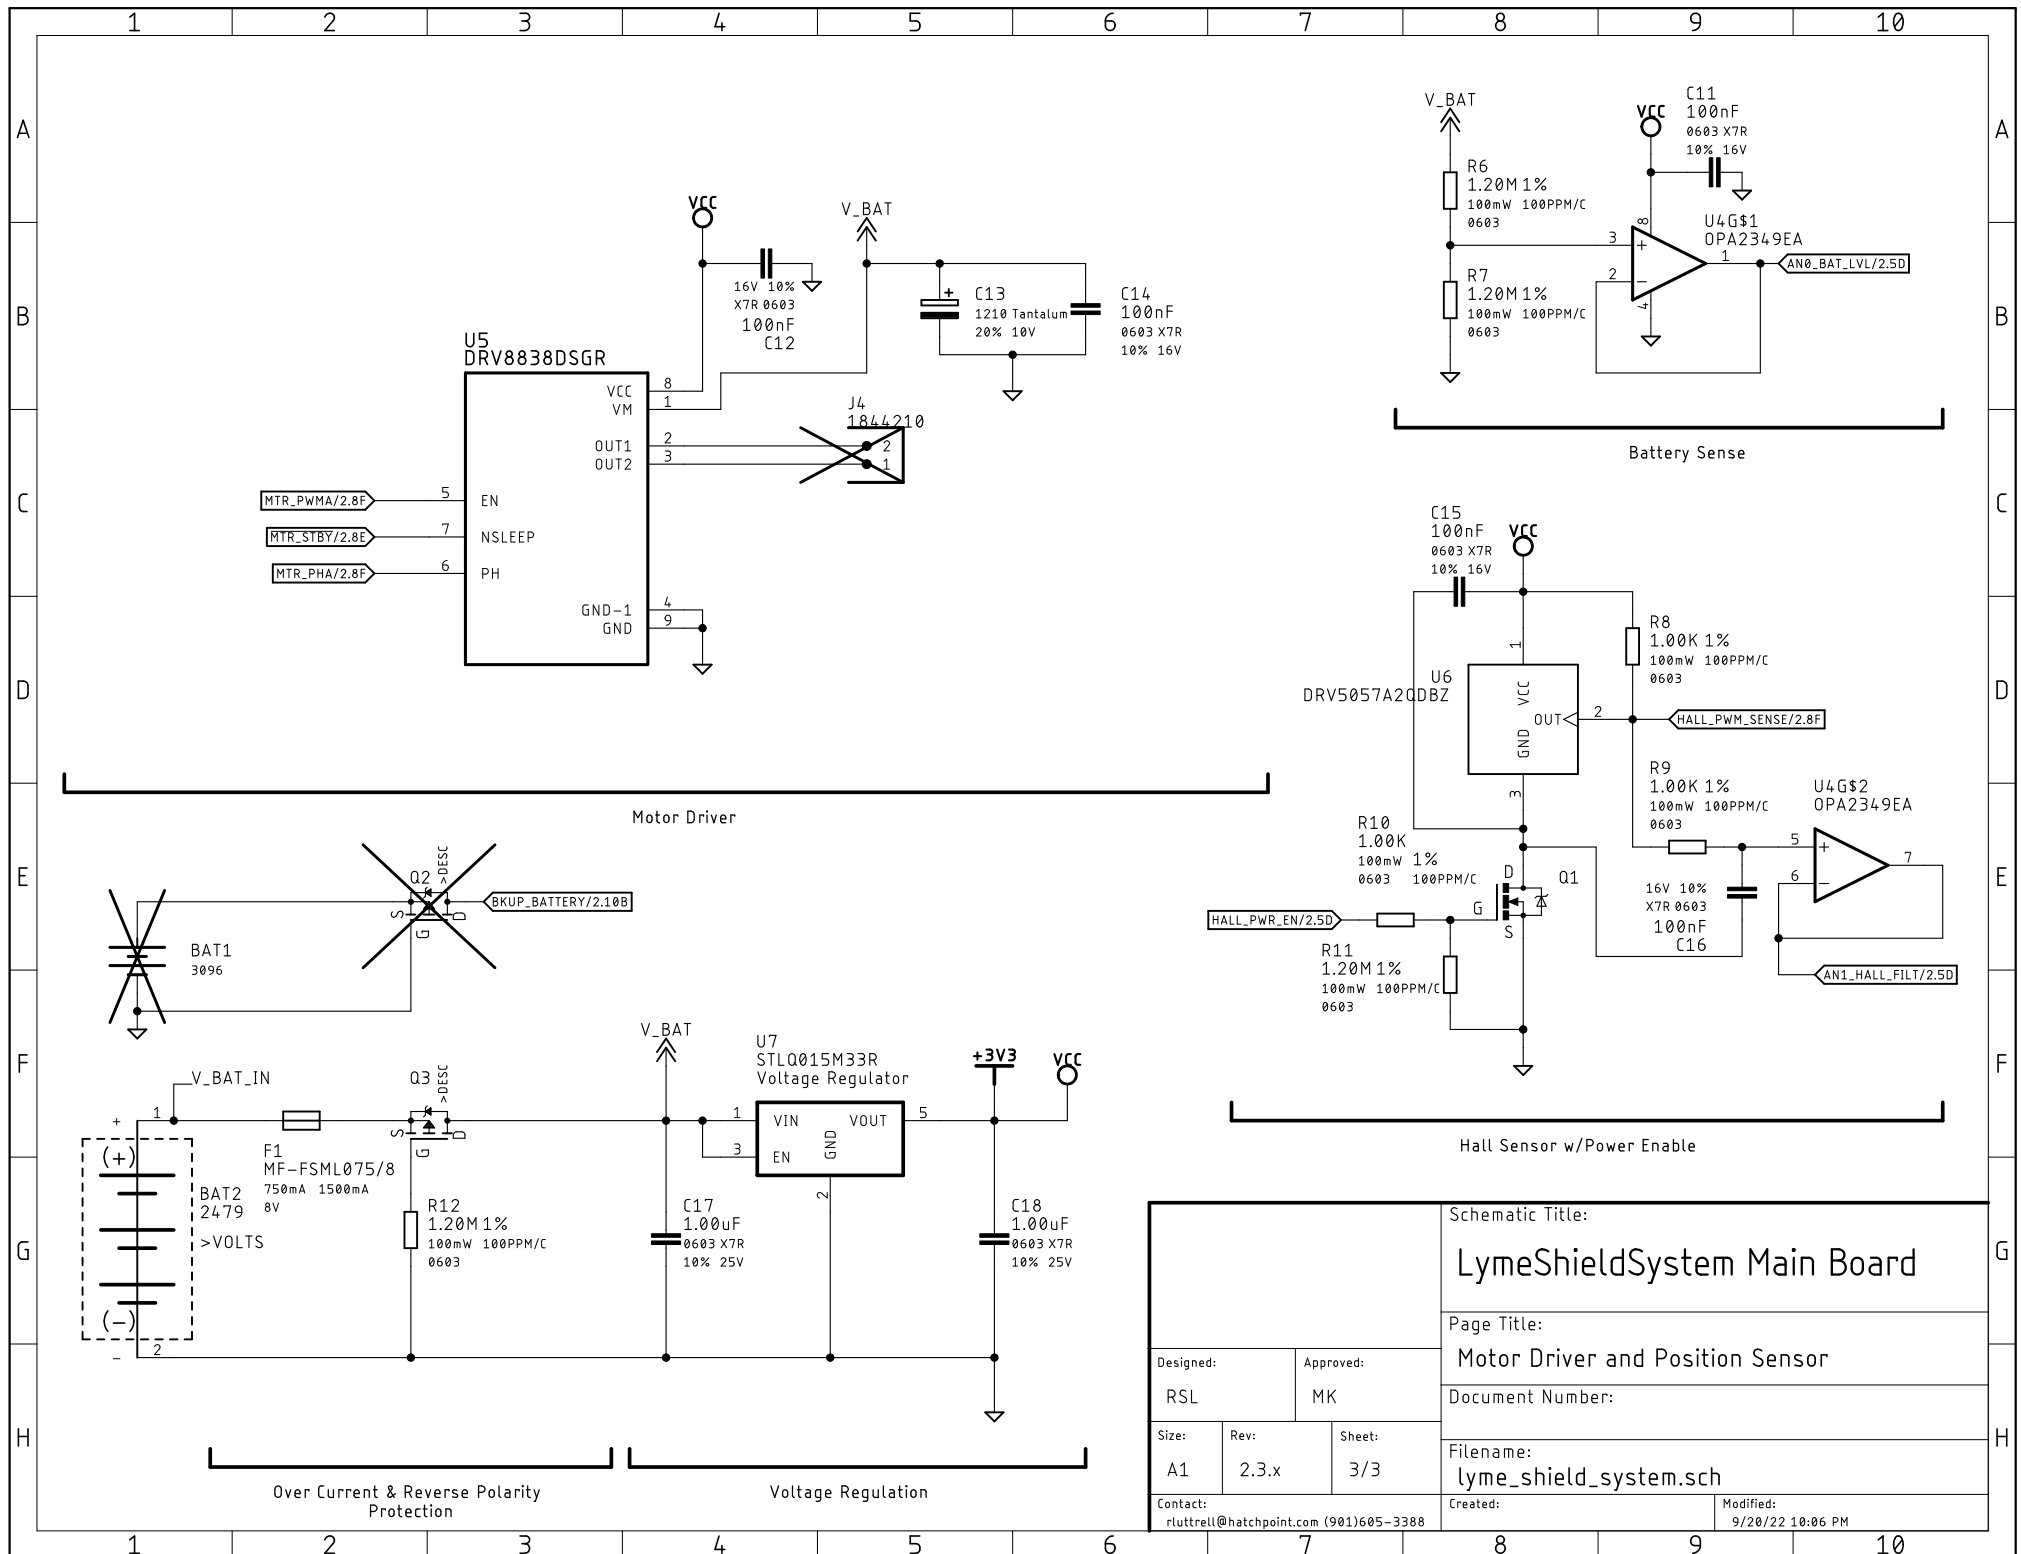 1 2 3 4 5 6 7 8 9 10
A
B
C
D
E
F
G
H
A
B
C
D
E
F
G
H
1 2 3 4 5 6 7 8 9 10
VCC
V_BAT
16V 10%
X7R 0603
100nF
C12
C13
1210 Tantalum
20% 10V
+
C14
100nF
0603 X7R
10% 16V
U5
DRV8838DSGR
VCC 8
VM 1
OUT1 2
OUT2 3
J4
1844210
2
1
MTR_PWMA/2.8F 5 EN
MTR_STBY/2.8E 7 NSLEEP
MTR_PHA/2.8F 6 PH
GND-1 4
GND 9
Motor Driver
V_BAT
R6
1.20M 1%
100mW 100PPM/C
0603
R7
1.20M 1%
100mW 100PPM/C
0603
VCC
C11
100nF
0603 X7R
10% 16V
U4G$1
OPA2349EA
8
3 +
2 -
4
1
AN0_BAT_LVL/2.5D
Battery Sense
C15
100nF
0603 X7R
10% 16V
VCC
R8
1.00K 1%
100mW 100PPM/C
0603
U6
DRV5057A2QDBZ
1
VCC
OUT 2
GND
3
HALL_PWM_SENSE/2.8F
R9
1.00K 1%
100mW 100PPM/C
0603
U4G$2
OPA2349EA
5 +
6 -
7
R10
1.00K
100mW 1%
0603 100PPM/C
D
G
S
Q1
HALL_PWR_EN/2.5D
16V 10%
X7R 0603
100nF
C16
R11
1.20M 1%
100mW 100PPM/C
0603
AN1_HALL_FILT/2.5D
Hall Sensor w/Power Enable
Q2
>DESC
S
D
G
BKUP_BATTERY/2.10B
BAT1
3096
V_BAT_IN
+
1
(+)
BAT2
2479
>VOLTS
(-)
-
2
F1
MF-FSML075/8
750mA 1500mA
8V
Q3
>DESC
S
D
G
R12
1.20M 1%
100mW 100PPM/C
0603
Over Current & Reverse Polarity
Protection
V_BAT
U7
STLQ015M33R
Voltage Regulator
1 VIN
3 EN
VOUT 5
GND
2
C17
1.00uF
0603 X7R
10% 25V
+3V3
VCC
C18
1.00uF
0603 X7R
10% 25V
Voltage Regulation
Schematic Title:
LymeShieldSystem Main Board
Page Title:
Motor Driver and Position Sensor
Designed:
RSL
Approved:
MK
Document Number:
Size:
A1
Rev:
2.3.x
Sheet:
3/3
Filename:
lyme_shield_system.sch
Contact:
rluttrell@hatchpoint.com (901)605-3388
Created:
Modified:
9/20/22 10:06 PM